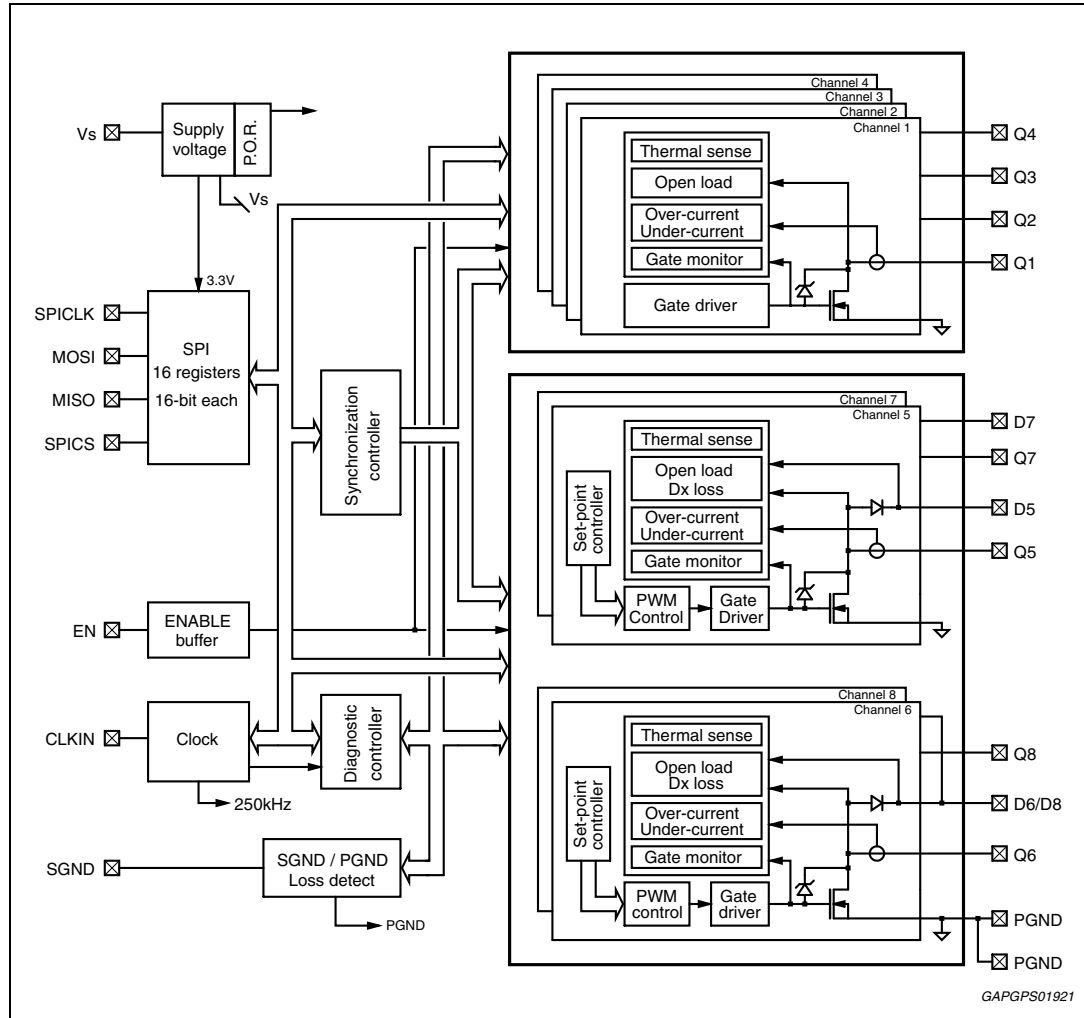 Vs
Supply
voltage
P.O.R.
Vs
3.3V
SPICLK
MOSI
MISO
SPICS
SPI
16 registers
16-bit each
Synchronization
controller
EN
ENABLE
buffer
CLKIN
Clock
250kHz
Diagnostic
controller
SGND
SGND / PGND
Loss detect
PGND
Channel 4
Channel 3
Channel 2
Channel 1
Thermal sense
Open load
Over-current
Under-current
Gate monitor
Gate driver
Q4
Q3
Q2
Q1
Channel 7
Channel 5
Thermal sense
Open load
Dx loss
Over-current
Under-current
Gate monitor
Set-point
controller
PWM
Control
Gate
Driver
D7
Q7
D5
Q5
Channel 8
Channel 6
Thermal sense
Open load
Dx loss
Over-current
Under-current
Gate monitor
Set-point
controller
PWM
control
Gate
driver
Q8
D6/D8
Q6
PGND
PGND
GAPGPS01921